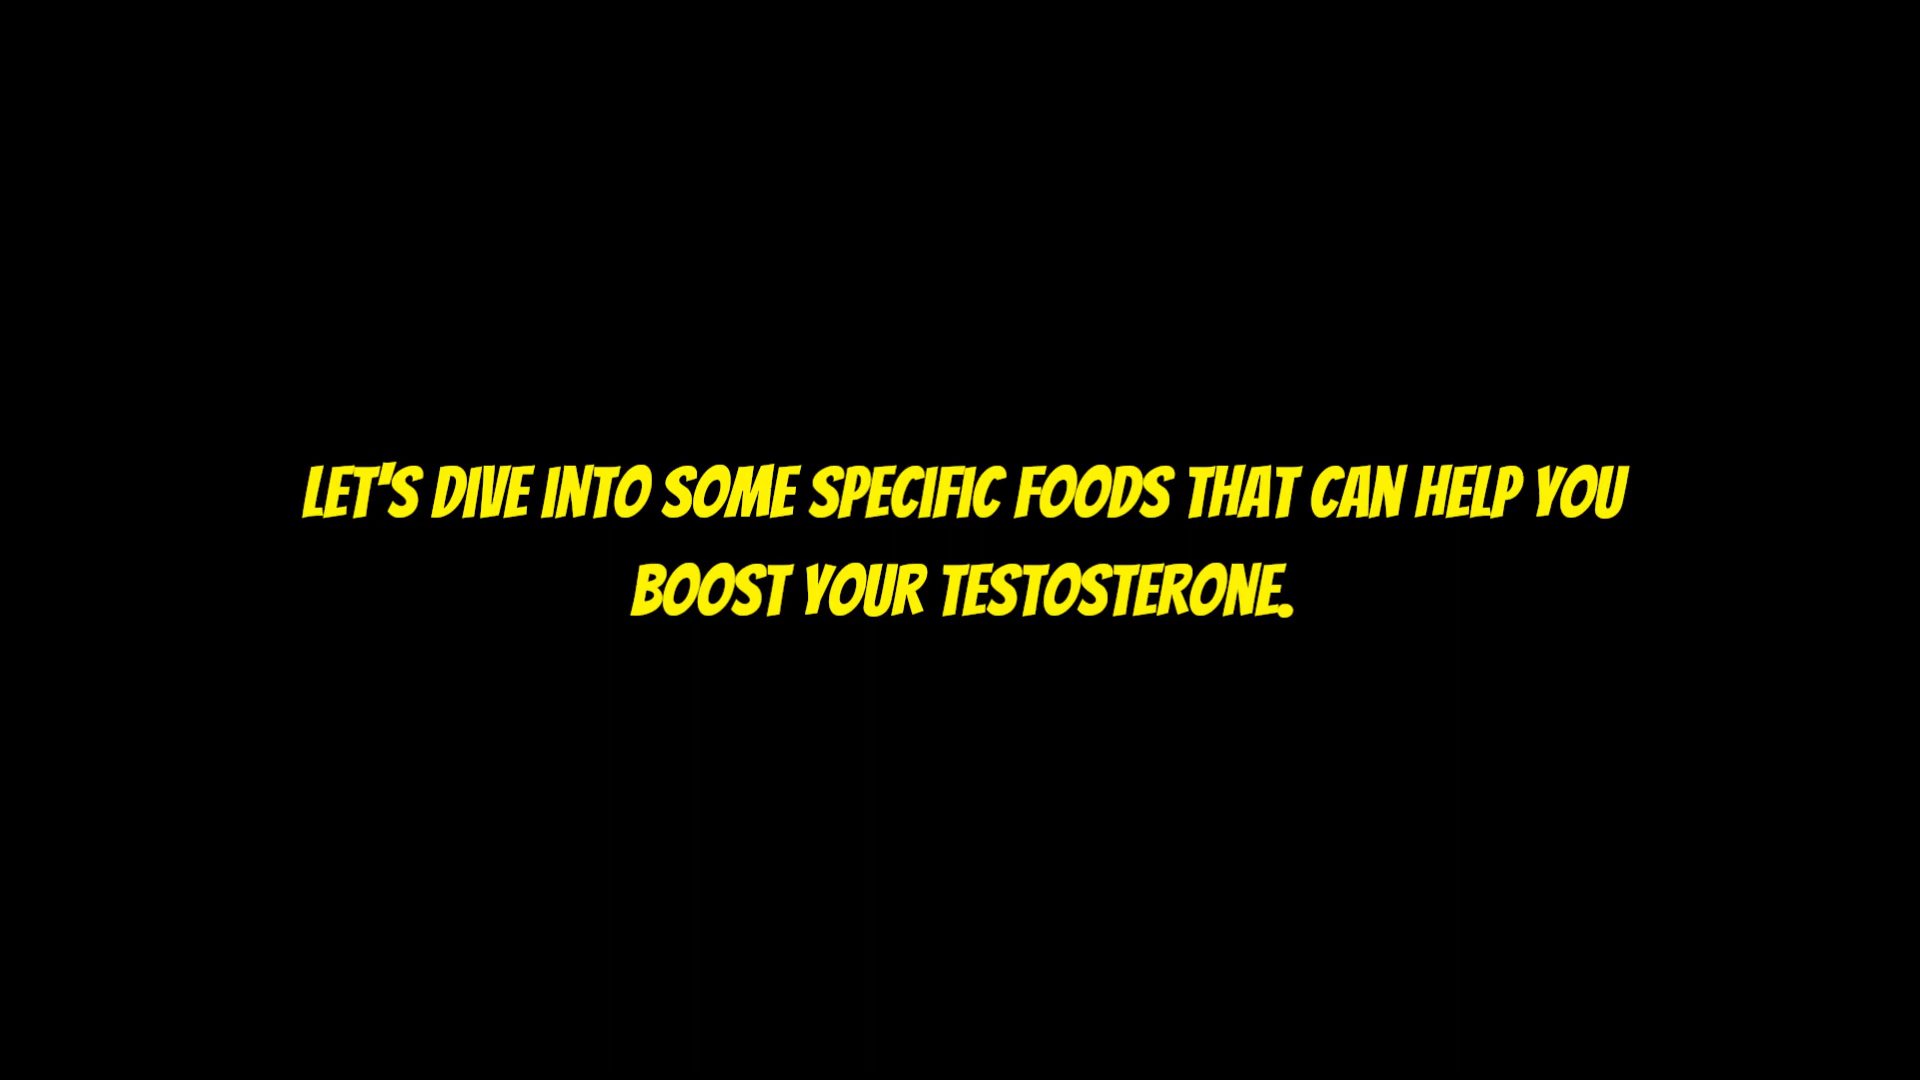 LET'S DIVE INTO SOME SPECIFIC FOODS THAT CAN HELP YOU
BOOST YOUR TESTOSTERONE.